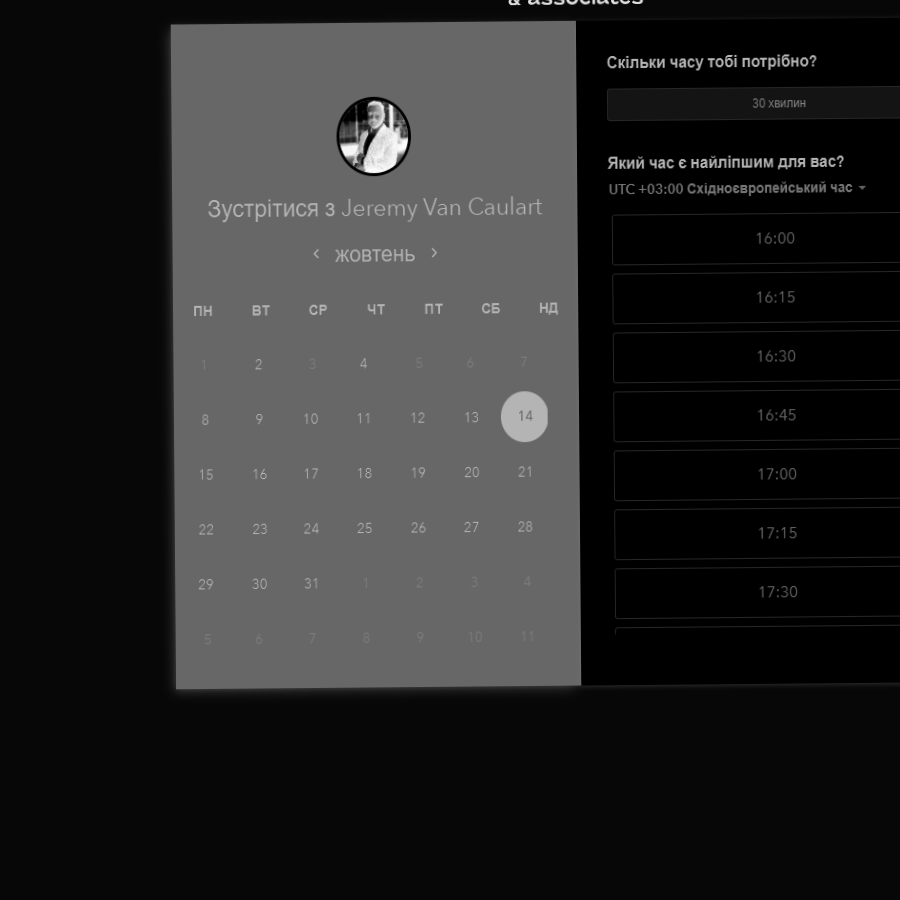 & associates
Зустрітися з Jeremy Van Caulart
‹ жовтень ›
ПН ВТ СР ЧТ ПТ СБ НД
1 2 3 4 5 6 7
8 9 10 11 12 13 14
15 16 17 18 19 20 21
22 23 24 25 26 27 28
29 30 31 1 2 3 4
5 6 7 8 9 10 11
Скільки часу тобі потрібно?
30 хвилин
Який час є найліпшим для вас?
UTC +03:00 Східноєвропейський час
16:00
16:15
16:30
16:45
17:00
17:15
17:30